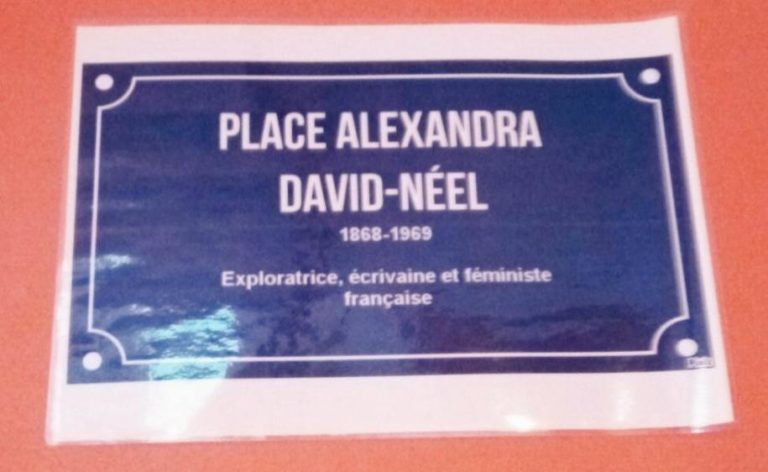 PLACE ALEXANDRA
DAVID-NÉEL
1868-1969
Exploratrice, écrivaine et féministe
française